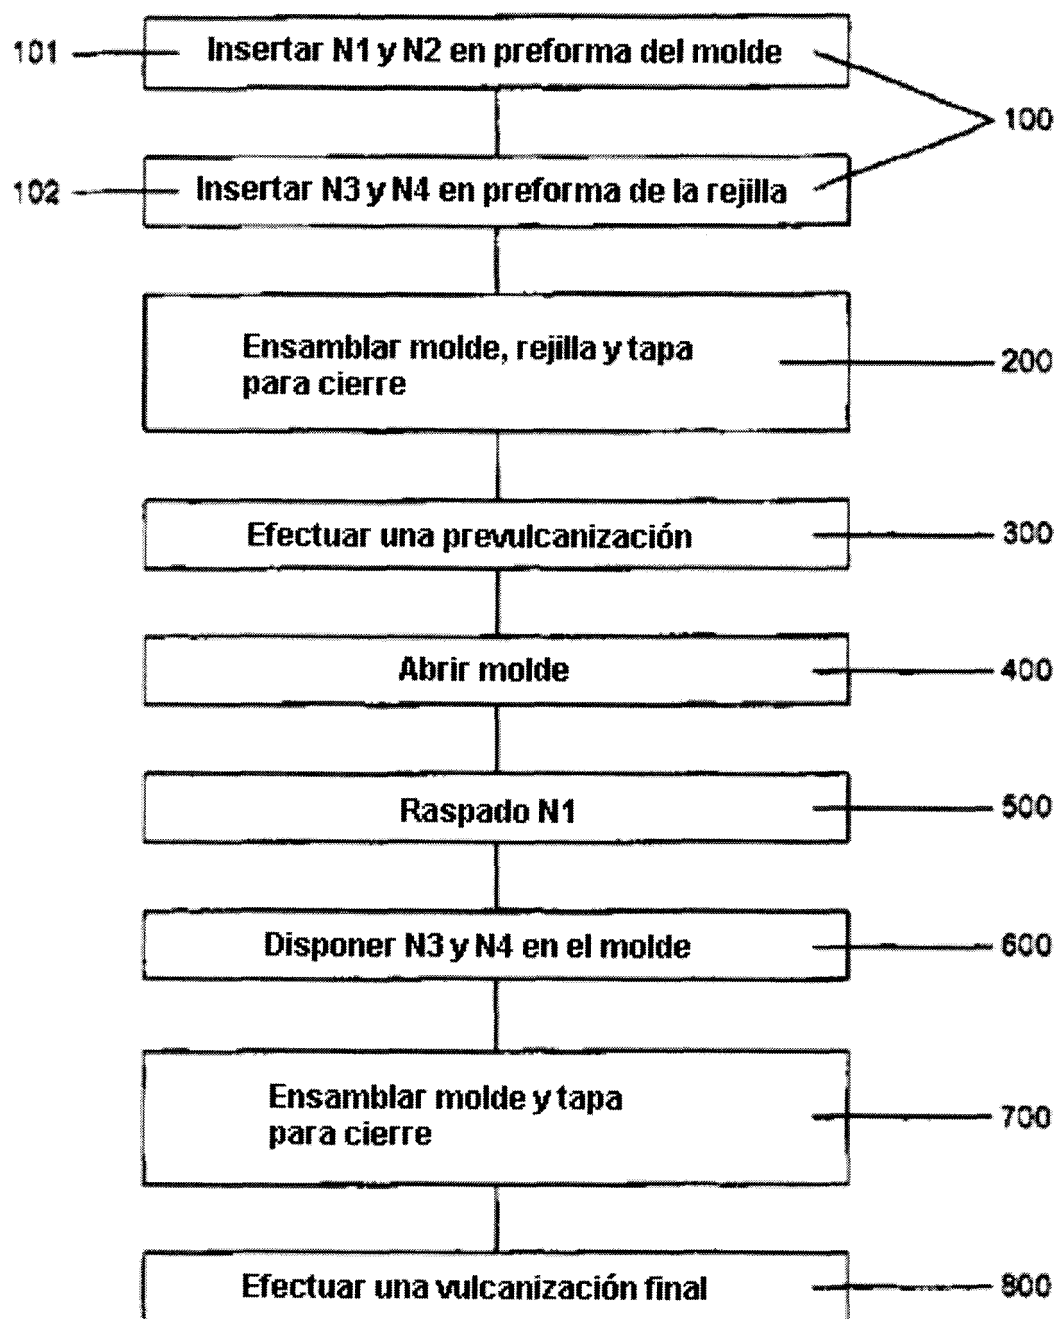 101
Insertar N1 y N2 en preforma del molde
100
102
Insertar N3 y N4 en preforma de la rejilla
Ensamblar molde, rejilla y tapa
para cierre
200
Efectuar una prevulcanización
300
Abrir molde
400
Raspado N1
500
Disponer N3 y N4 en el molde
600
Ensamblar molde y tapa
para cierre
700
Efectuar una vulcanización final
800